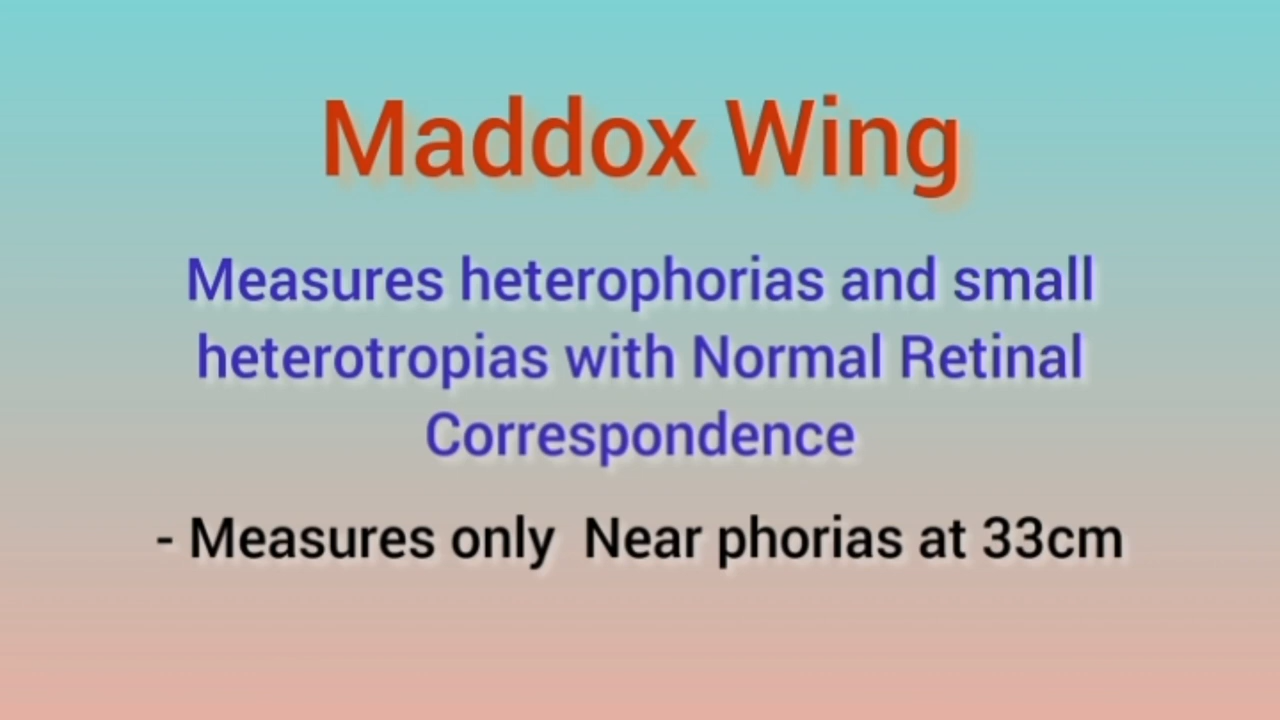 Maddox Wing
Measures heterophorias and small
heterotropias with Normal Retinal
Correspondence
- Measures only  Near phorias at 33cm